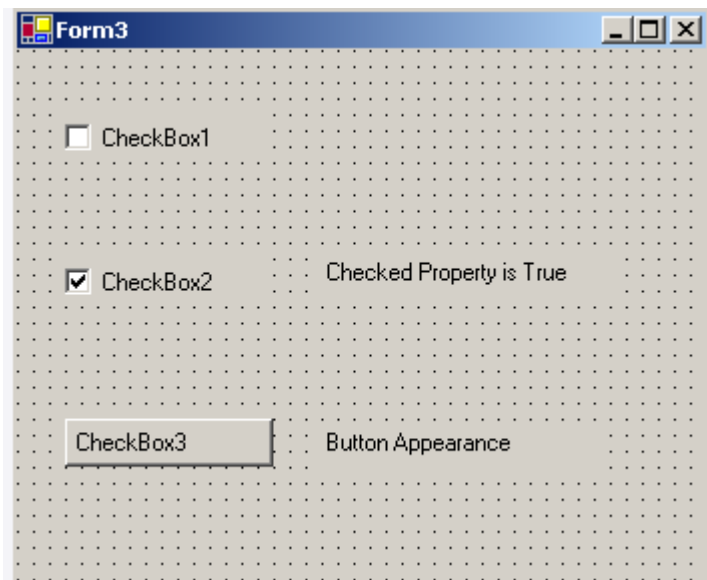 Form3
CheckBox1
CheckBox2
Checked Property is True
CheckBox3
Button Appearance